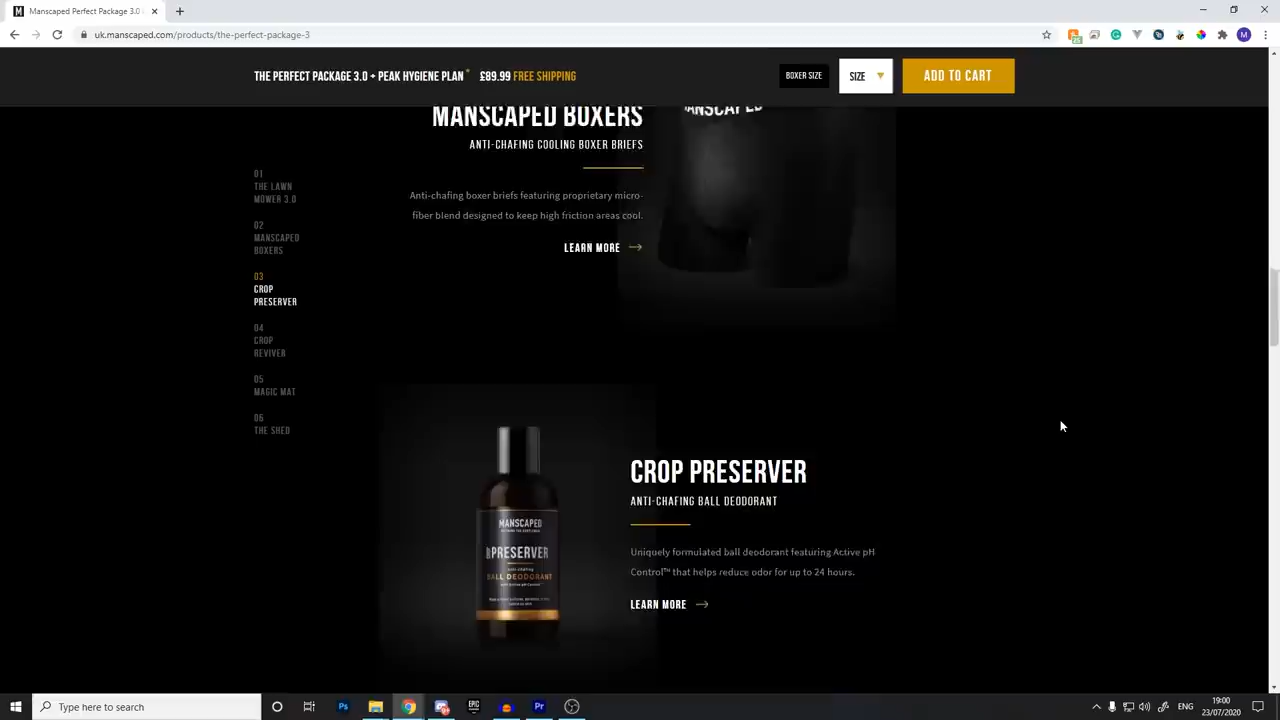 Manscaped Perfect Package 3.0 -
uk.manscaped.com/products/the-perfect-package-3
THE PERFECT PACKAGE 3.0 + PEAK HYGIENE PLAN * £89.99 FREE SHIPPING
BOXER SIZE
SIZE
ADD TO CART
MANSCAPED BOXERS
ANTI-CHAFING COOLING BOXER BRIEFS
Anti-chafing boxer briefs featuring proprietary micro-
fiber blend designed to keep high friction areas cool.
LEARN MORE
MANSCAPED
01
THE LAWN
MOWER 3.0
02
MANSCAPED
BOXERS
03
CROP
PRESERVER
04
CROP
REVIVER
05
MAGIC MAT
06
THE SHED
MANSCAPED
PRESERVER
anti-chafing
BALL DEODORANT
CROP PRESERVER
ANTI-CHAFING BALL DEODORANT
Uniquely formulated ball deodorant featuring Active pH
Control™ that helps reduce odor for up to 24 hours.
LEARN MORE
Type here to search
ENG
19:00
23/07/2020